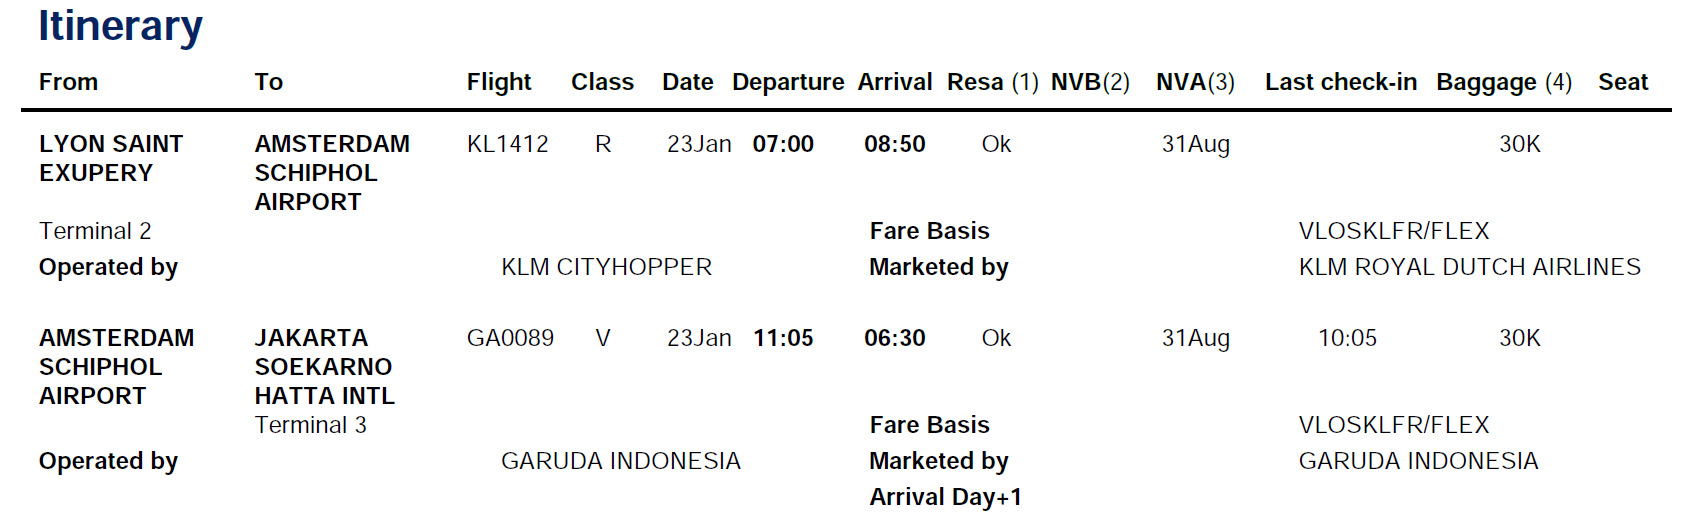 Itinerary
From To Flight Class Date Departure Arrival Resa (1) NVB(2) NVA(3) Last check-in Baggage (4) Seat
LYON SAINT AMSTERDAM KL1412 R 23Jan 07:00 08:50 Ok 31Aug 30K
EXUPERY SCHIPHOL
AIRPORT
Terminal 2 Fare Basis VLOSKLFR/FLEX
Operated by KLM CITYHOPPER Marketed by KLM ROYAL DUTCH AIRLINES
AMSTERDAM JAKARTA GA0089 V 23Jan 11:05 06:30 Ok 31Aug 10:05 30K
SCHIPHOL SOEKARNO
AIRPORT HATTA INTL
Terminal 3 Fare Basis VLOSKLFR/FLEX
Operated by GARUDA INDONESIA Marketed by GARUDA INDONESIA
Arrival Day+1